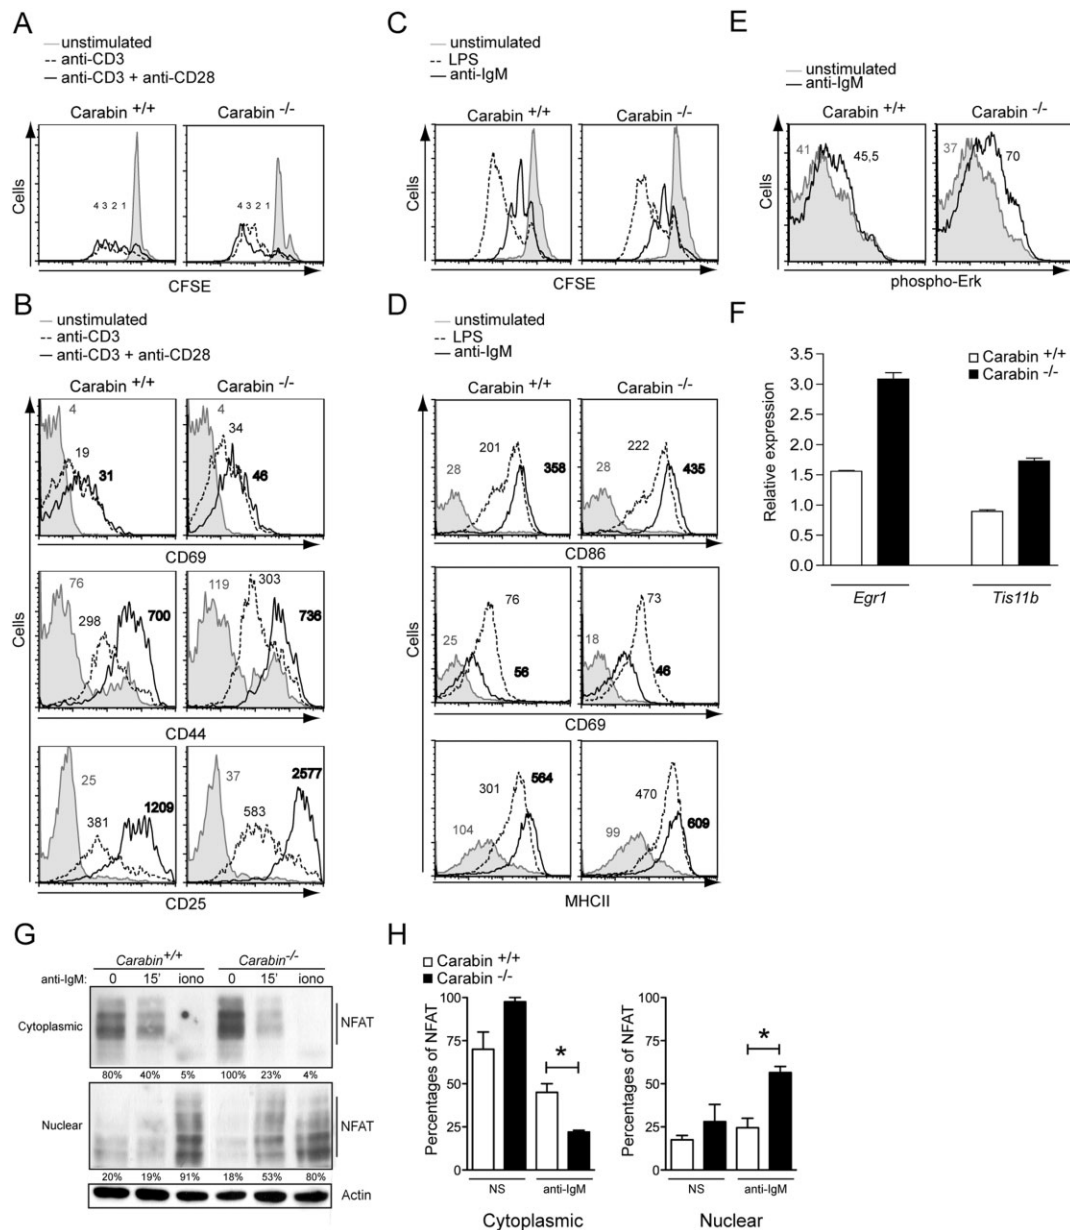 A
unstimulated
anti-CD3
anti-CD3 + anti-CD28
Carabin +/+ Carabin -/-
Cells
4 3 2 1 4 3 2 1
CFSE
B
unstimulated
anti-CD3
anti-CD3 + anti-CD28
Carabin +/+ Carabin -/-
4 19 31 4 34 46
CD69
Cells
76 298 700 119 303 736
CD44
25 381 1209 37 583 2577
CD25
C
unstimulated
LPS
anti-IgM
Carabin +/+ Carabin -/-
Cells
CFSE
D
unstimulated
LPS
anti-IgM
Carabin +/+ Carabin -/-
28 201 358 28 222 435
CD86
Cells
25 76 56 18 73 46
CD69
104 301 564 99 470 609
MHCII
E
unstimulated
anti-IgM
Carabin +/+ Carabin -/-
Cells
41 45,5 37 70
phospho-Erk
F
Carabin +/+
Carabin -/-
Relative expression
3.5
3.0
2.5
2.0
1.5
1.0
0.5
0.0
Egr1 Tis11b
G
Carabin+/+ Carabin-/-
anti-IgM: 0 15' iono 0 15' iono
Cytoplasmic NFAT
80% 40% 5% 100% 23% 4%
Nuclear NFAT
20% 19% 91% 18% 53% 80%
Actin
H
Carabin +/+
Carabin -/-
Percentages of NFAT
100
75
50
25
0
*
NS anti-IgM
Cytoplasmic
Percentages of NFAT
100
75
50
25
0
*
NS anti-IgM
Nuclear